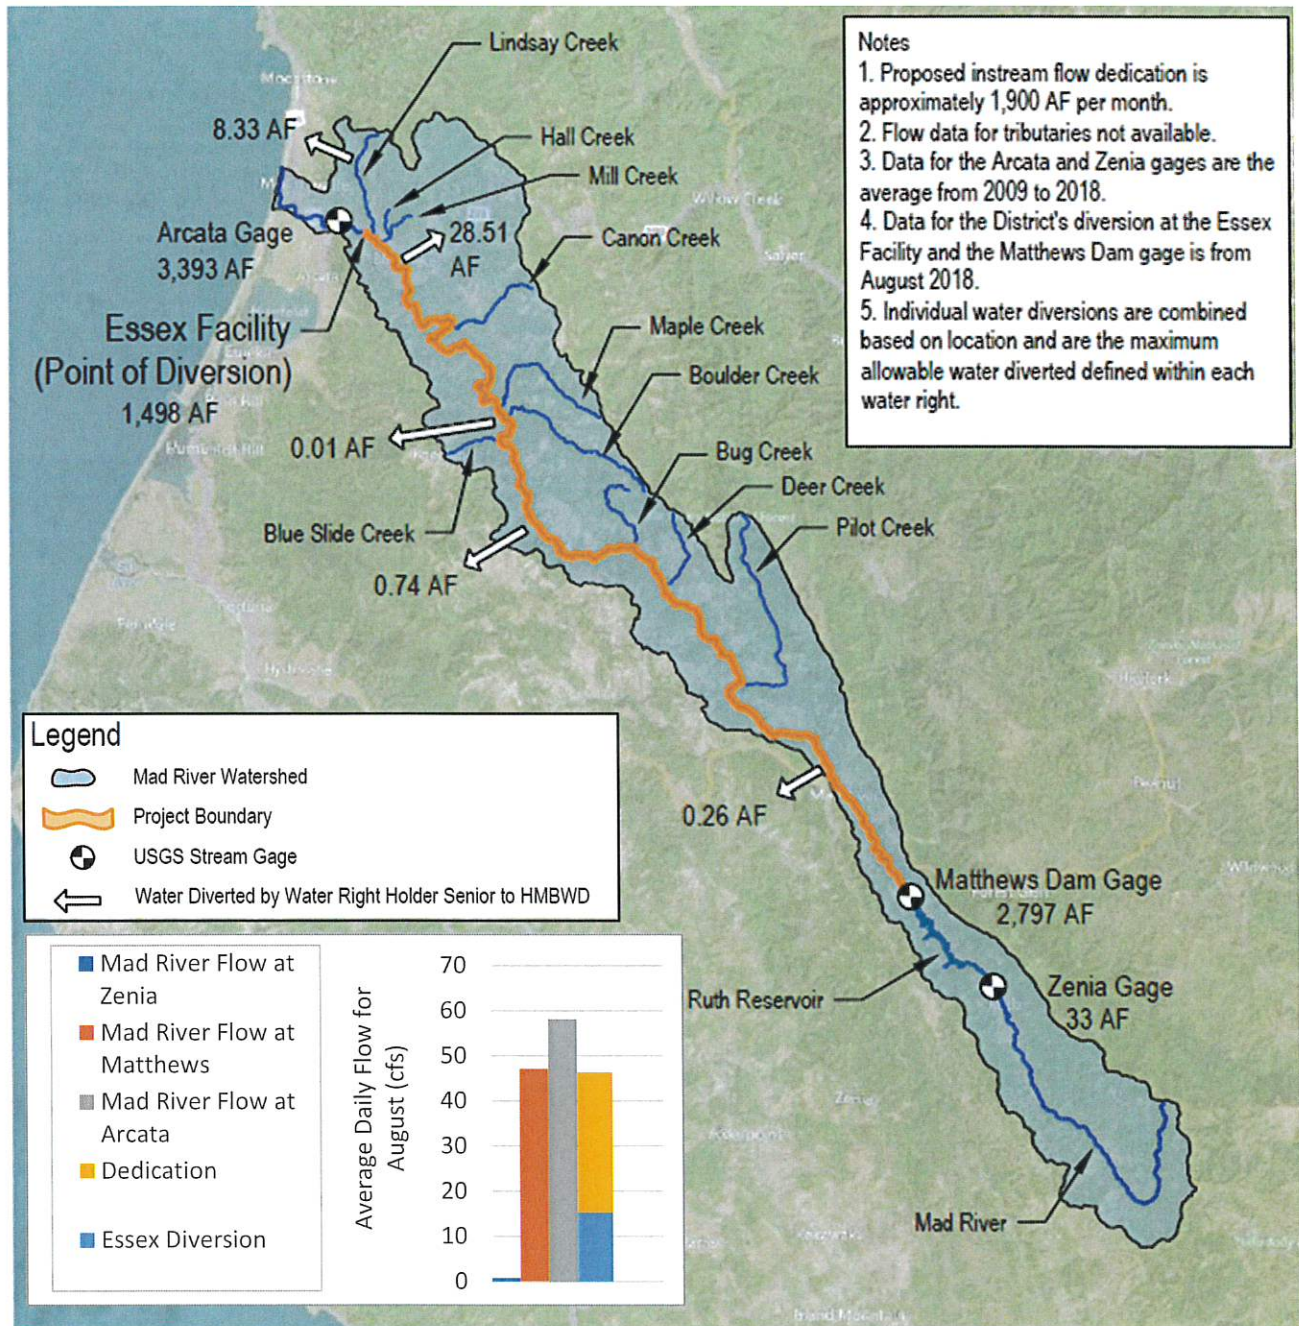 Notes
1. Proposed instream flow dedication is
approximately 1,900 AF per month.
2. Flow data for tributaries not available.
3. Data for the Arcata and Zenia gages are the
average from 2009 to 2018.
4. Data for the District's diversion at the Essex
Facility and the Matthews Dam gage is from
August 2018.
5. Individual water diversions are combined
based on location and are the maximum
allowable water diverted defined within each
water right.
Lindsay Creek
8.33 AF
Hall Creek
Mill Creek
Willow Creek
Arcata Gage
3,393 AF
28.51
AF
Canon Creek
Salyer
Essex Facility
(Point of Diversion)
1,498 AF
Maple Creek
Boulder Creek
0.01 AF
Bug Creek
Deer Creek
Blue Slide Creek
Pilot Creek
0.74 AF
0.26 AF
Matthews Dam Gage
2,797 AF
Ruth Reservoir
Zenia Gage
33 AF
Zenia
Mad River
Island Mountain
Legend
Mad River Watershed
Project Boundary
USGS Stream Gage
Water Diverted by Water Right Holder Senior to HMBWD
Mad River Flow at
Zenia
Mad River Flow at
Matthews
Mad River Flow at
Arcata
Dedication
Essex Diversion
Average Daily Flow for
August (cfs)
70
60
50
40
30
20
10
0